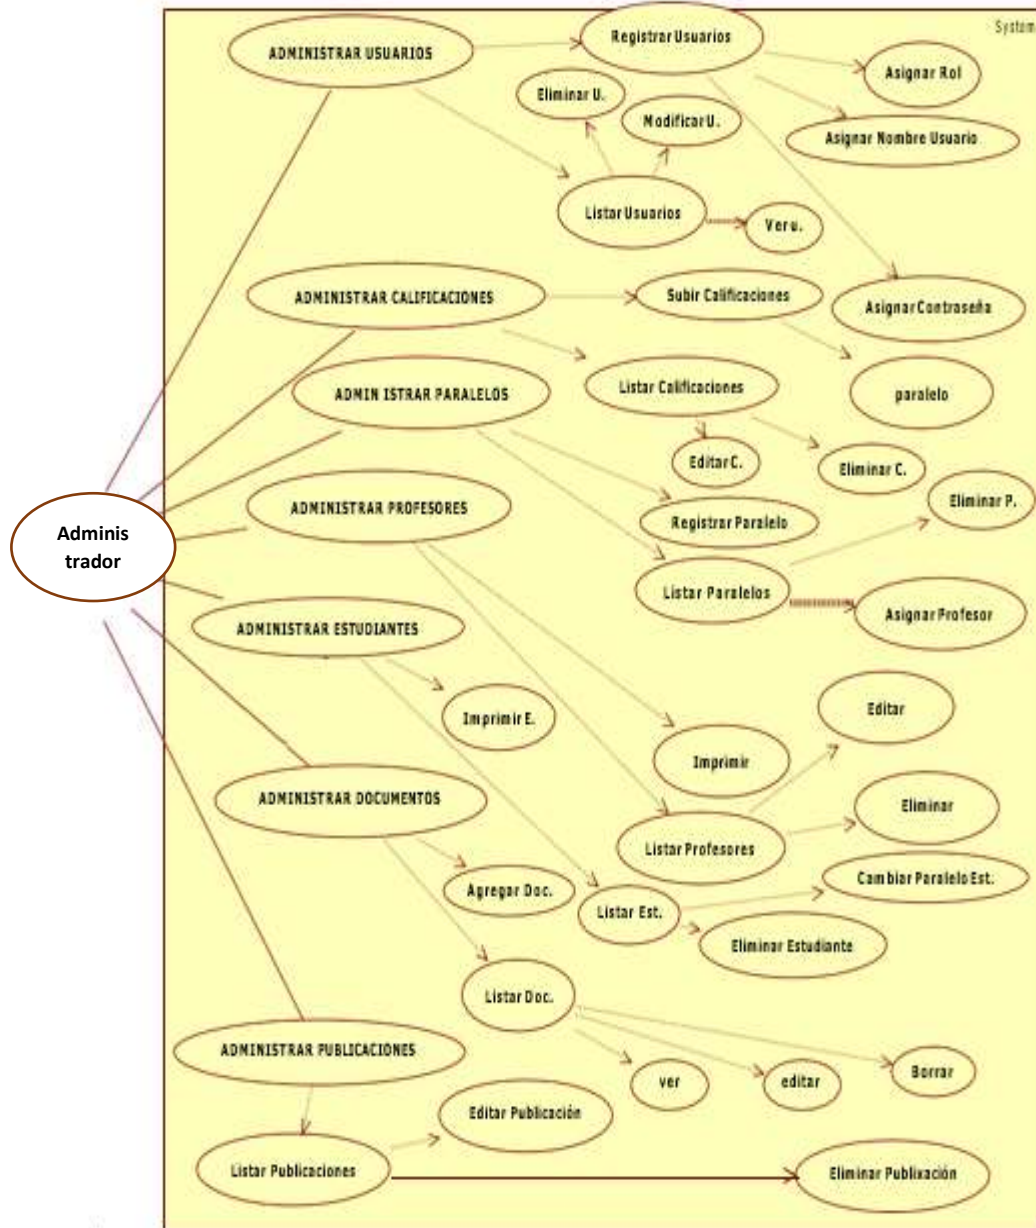 System
ADMINISTRAR USUARIOS
Registrar Usuarios
Asignar Rol
Eliminar U.
Modificar U.
Asignar Nombre Usuario
Listar Usuarios
Ver u.
ADMINISTRAR CALIFICACIONES
Subir Calificaciones
Asignar Contraseña
ADMIN ISTRAR PARALELOS
Listar Calificaciones
paralelo
Editar C.
Eliminar C.
ADMINISTRAR PROFESORES
Eliminar P.
Registrar Paralelo
Adminis
trador
Listar Paralelos
Asignar Profesor
ADMINISTRAR ESTUDIANTES
Imprimir E.
Editar
Imprimir
ADMINISTRAR DOCUMENTOS
Eliminar
Listar Profesores
Cambiar Paralelo Est.
Agregar Doc.
Listar Est.
Eliminar Estudiante
Listar Doc.
ADMINISTRAR PUBLICACIONES
ver
editar
Borrar
Editar Publicación
Listar Publicaciones
Eliminar Publixación